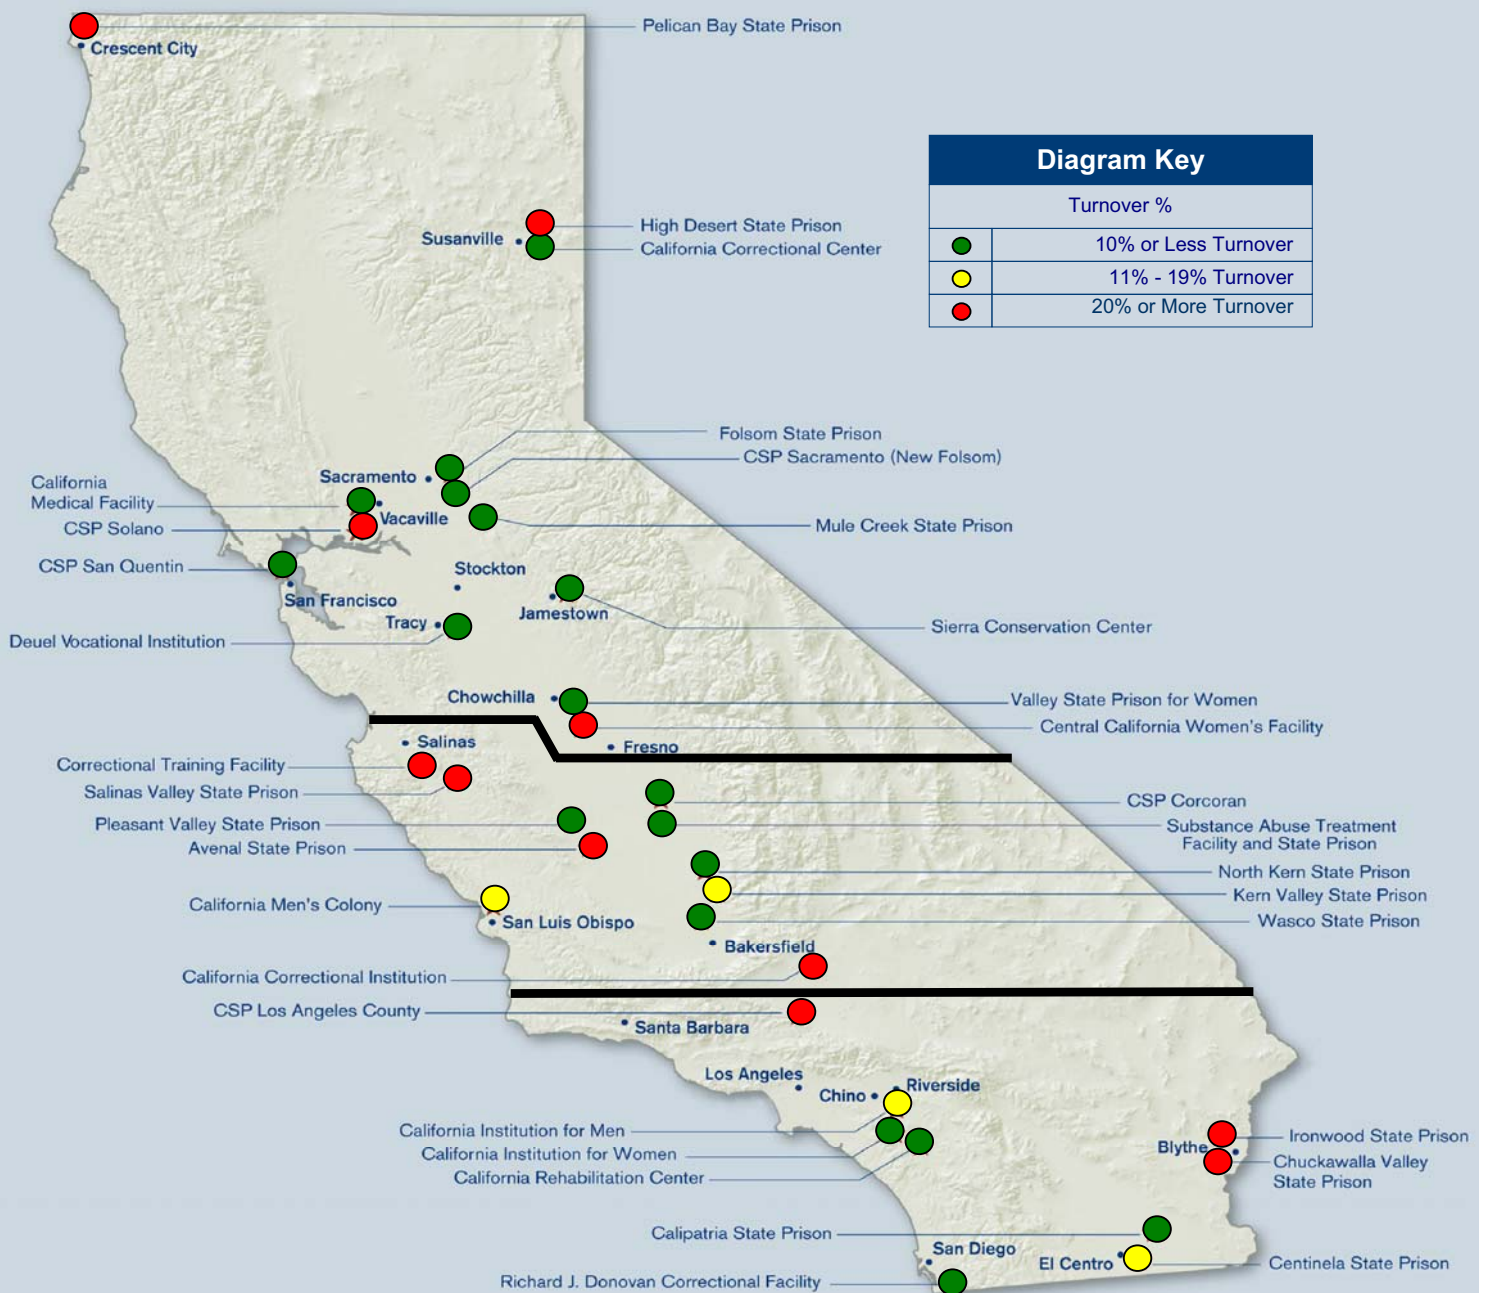 Pelican Bay State Prison
Crescent City
Diagram Key
Turnover %
10% or Less Turnover
11% - 19% Turnover
20% or More Turnover
High Desert State Prison
Susanville
California Correctional Center
Folsom State Prison
CSP Sacramento (New Folsom)
Sacramento
California
Medical Facility
Vacaville
CSP Solano
Mule Creek State Prison
CSP San Quentin
Stockton
San Francisco
Jamestown
Tracy
Sierra Conservation Center
Deuel Vocational Institution
Chowchilla
Valley State Prison for Women
Central California Women's Facility
Salinas
Fresno
Correctional Training Facility
Salinas Valley State Prison
CSP Corcoran
Pleasant Valley State Prison
Substance Abuse Treatment
Facility and State Prison
Avenal State Prison
North Kern State Prison
Kern Valley State Prison
California Men's Colony
San Luis Obispo
Wasco State Prison
Bakersfield
California Correctional Institution
CSP Los Angeles County
Santa Barbara
Los Angeles
Riverside
Chino
California Institution for Men
California Institution for Women
California Rehabilitation Center
Ironwood State Prison
Blythe
Chuckawalla Valley
State Prison
Calipatria State Prison
San Diego
El Centro
Centinela State Prison
Richard J. Donovan Correctional Facility